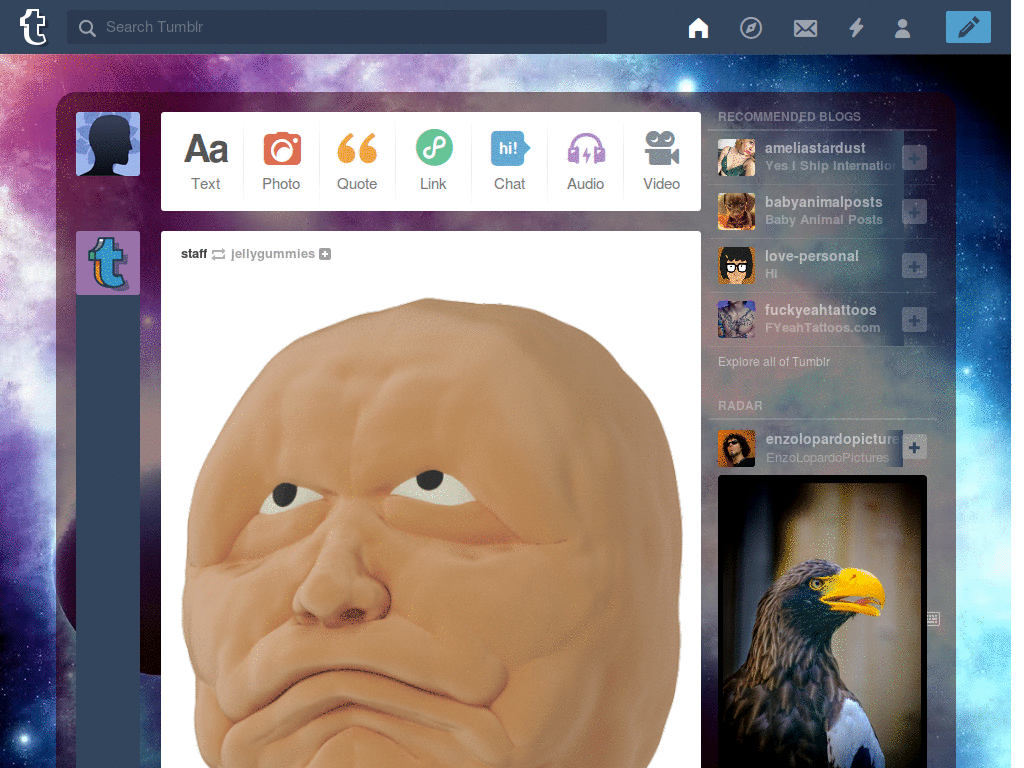 Search Tumblr
Aa
hi!
Text
Photo
Quote
Link
Chat
Audio
Video
staff jellygummies
RECOMMENDED BLOGS
ameliastardust
Yes I Ship Internatio
babyanimalposts
Baby Animal Posts
love-personal
Hi
fuckyeahtattoos
FYeahTattoos.com
Explore all of Tumblr
RADAR
enzolopardopicture
EnzoLopardoPictures